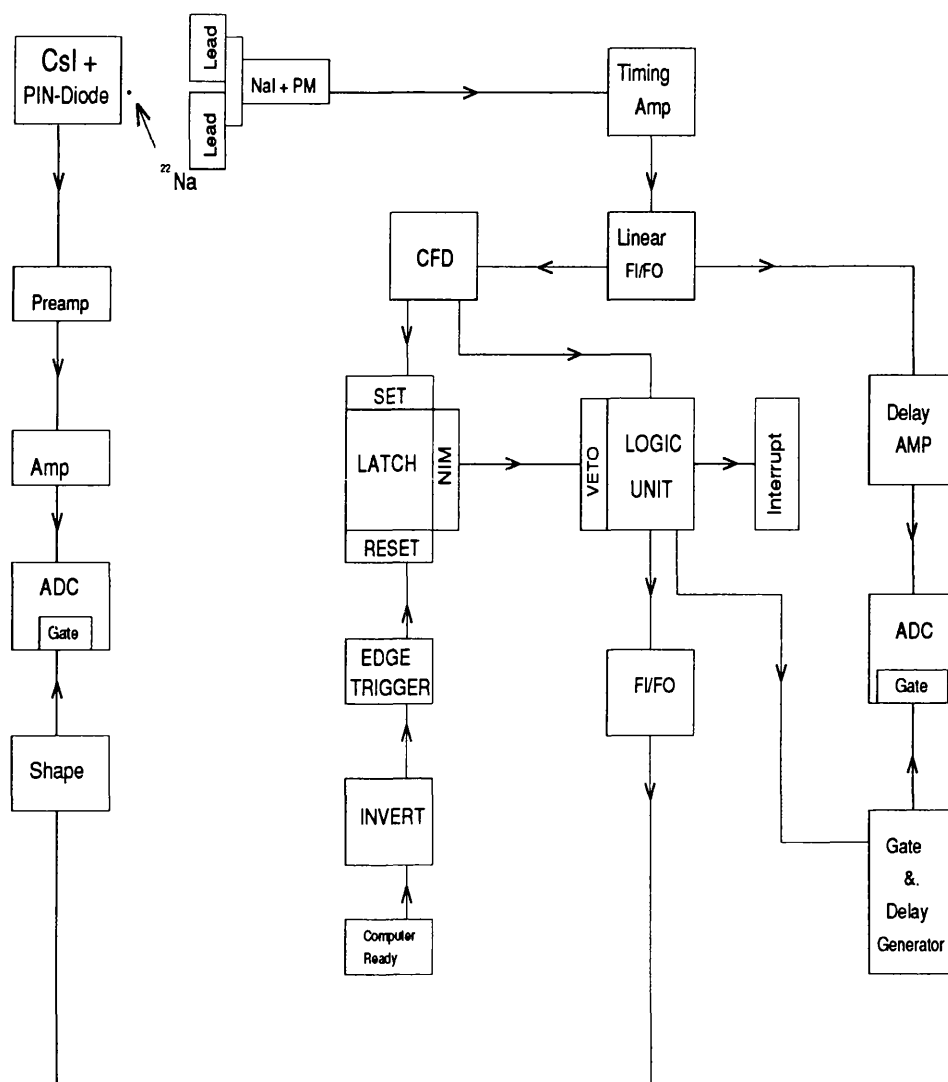 CsI +
PIN-Diode
22Na
Lead
Lead
NaI + PM
Timing
Amp
CFD
Linear
FI/FO
Preamp
SET
LATCH
NIM
RESET
VETO
LOGIC
UNIT
Interrupt
Delay
AMP
Amp
ADC
Gate
EDGE
TRIGGER
FI/FO
ADC
Gate
Shape
INVERT
Gate
&.
Delay
Generator
Computer
Ready